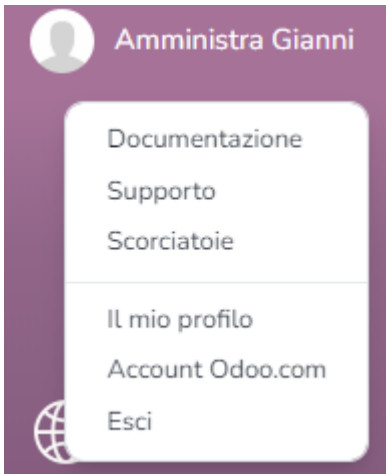 Amministra Gianni
Documentazione
Supporto
Scorciatoie
Il mio profilo
Account Odoo.com
Esci